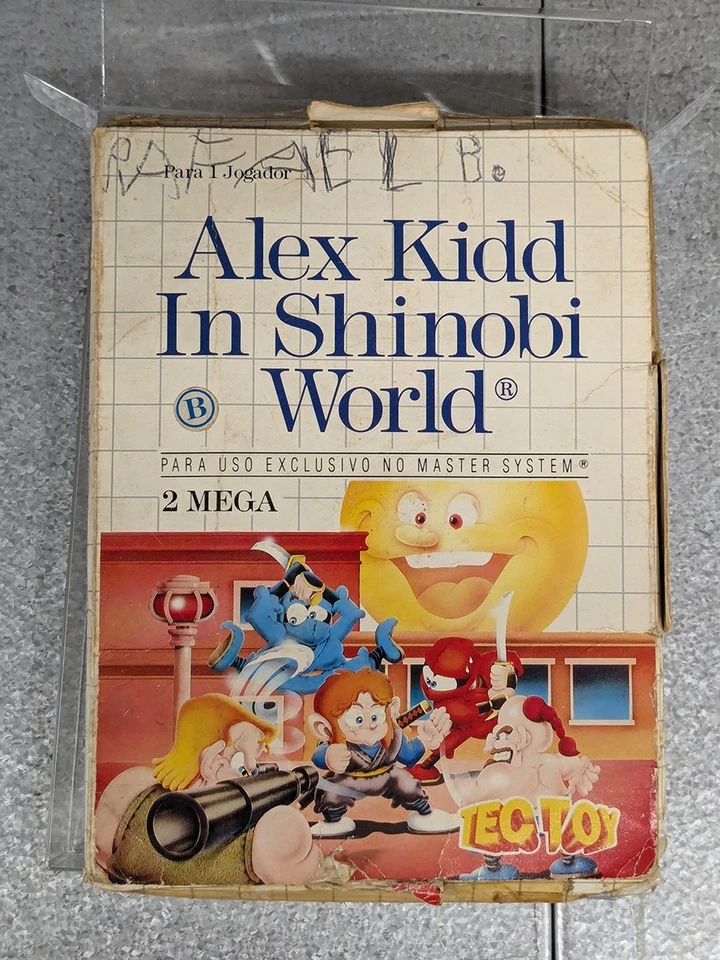 RAFAEL B.
Para 1 Jogador
Alex Kidd
In Shinobi
World®
B
PARA USO EXCLUSIVO NO MASTER SYSTEM®
2 MEGA
TEC TOY